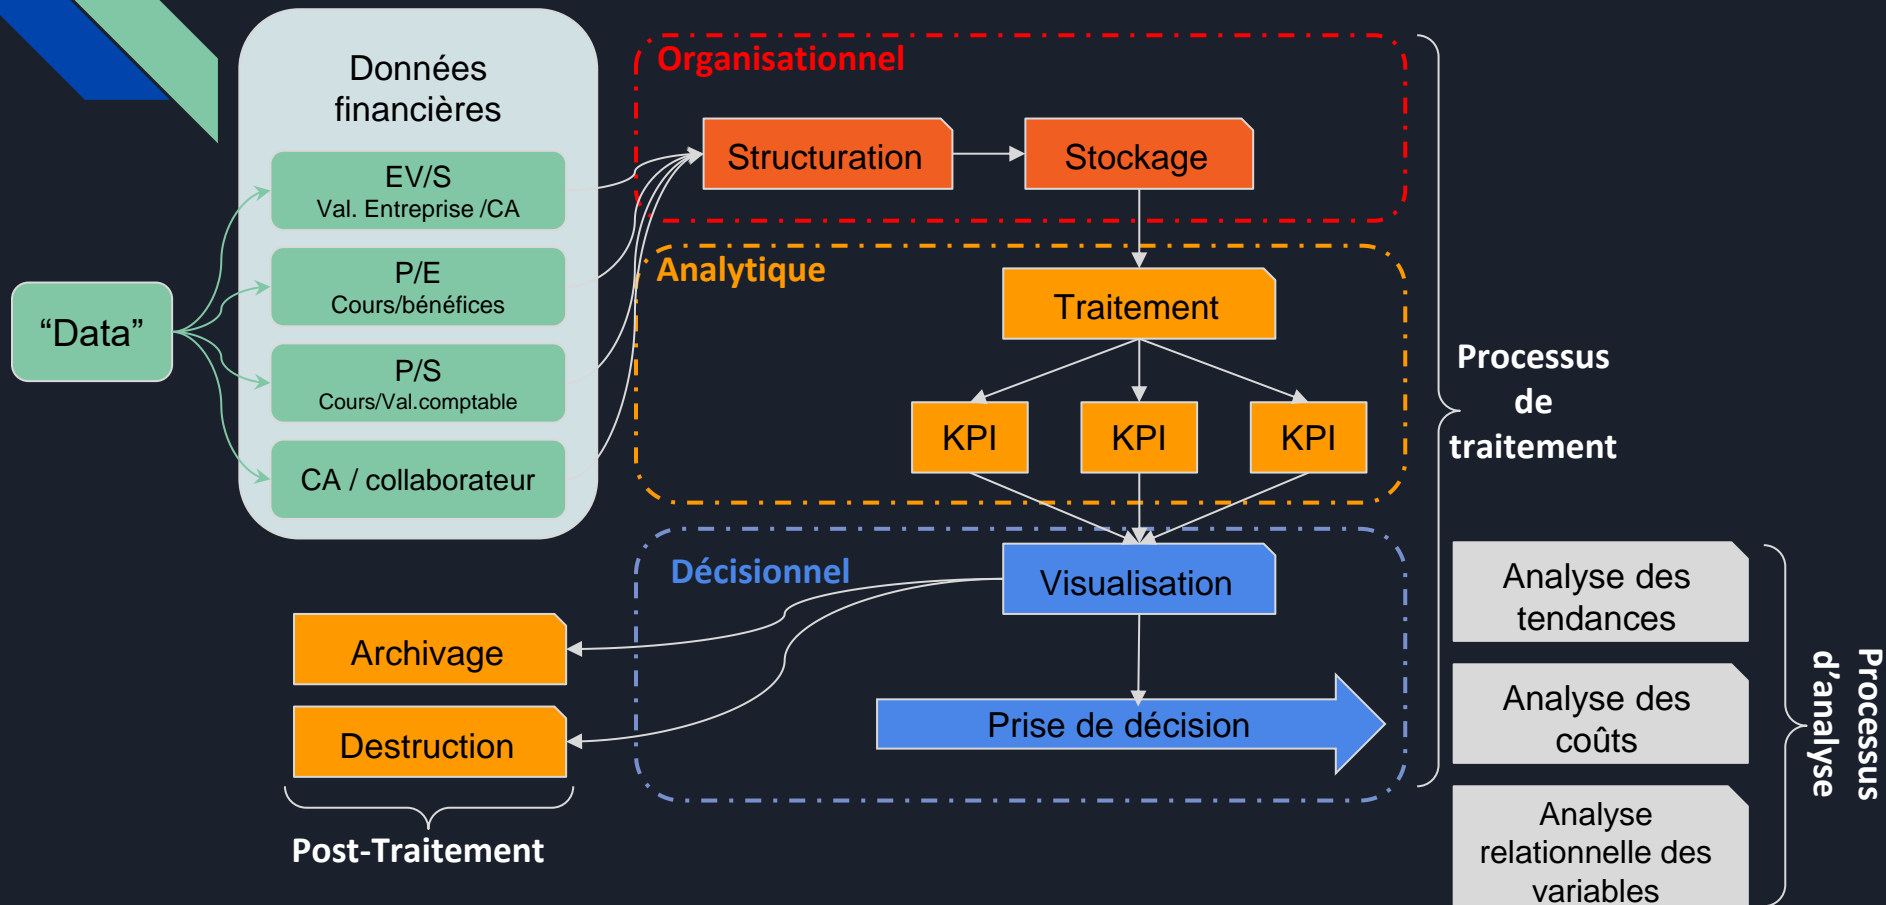 “Data”
Données
financières
EV/S
Val. Entreprise /CA
P/E
Cours/bénéfices
P/S
Cours/Val.comptable
CA / collaborateur
Organisationnel
Structuration
Stockage
Analytique
Traitement
KPI
KPI
KPI
Décisionnel
Visualisation
Prise de décision
Archivage
Destruction
Post-Traitement
Processus
de
traitement
Analyse des
tendances
Analyse des
coûts
Analyse
relationnelle des
variables
Processus
d’analyse